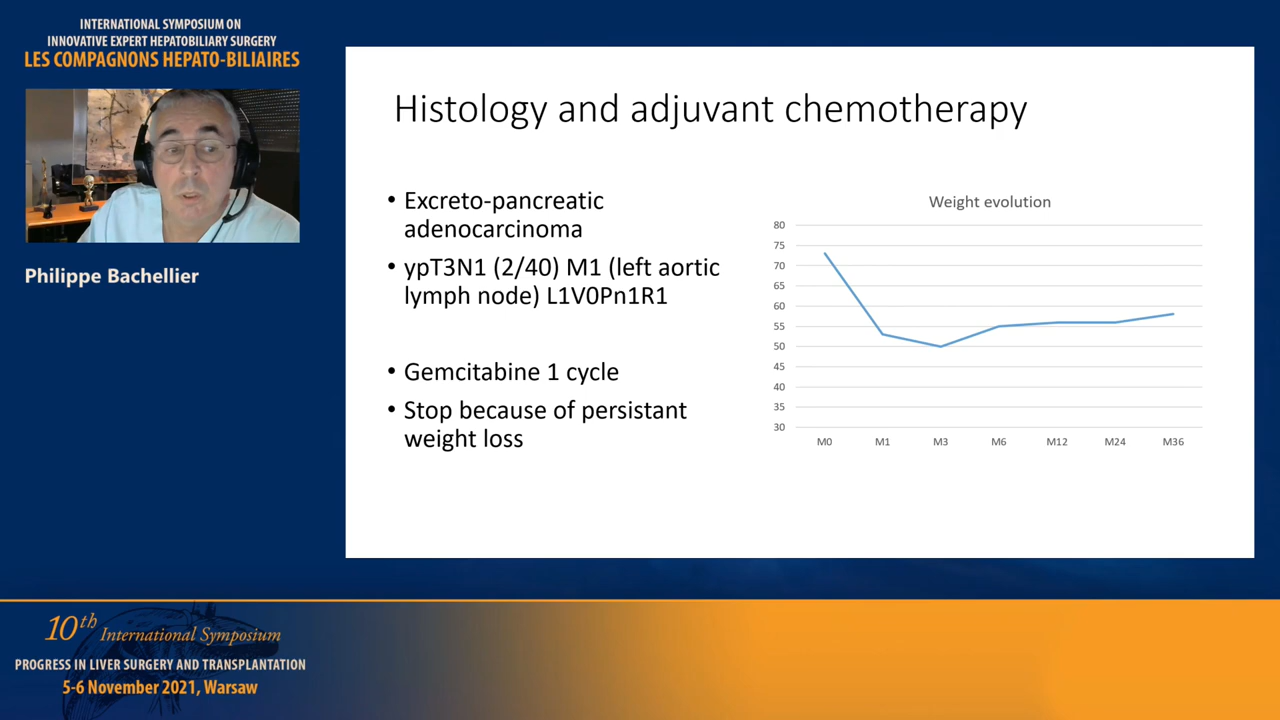 INTERNATIONAL SYMPOSIUM ON
INNOVATIVE EXPERT HEPATOBILIARY SURGERY
LES COMPAGNONS HEPATO-BILIAIRES
Philippe Bachellier
Histology and adjuvant chemotherapy
• Excreto-pancreatic
adenocarcinoma
• ypT3N1 (2/40) M1 (left aortic
lymph node) L1V0Pn1R1
• Gemcitabine 1 cycle
• Stop because of persistant
weight loss
Weight evolution
80
75
70
65
60
55
50
45
40
35
30
M0 M1 M3 M6 M12 M24 M36
10th International Symposium
PROGRESS IN LIVER SURGERY AND TRANSPLANTATION
5-6 November 2021, Warsaw